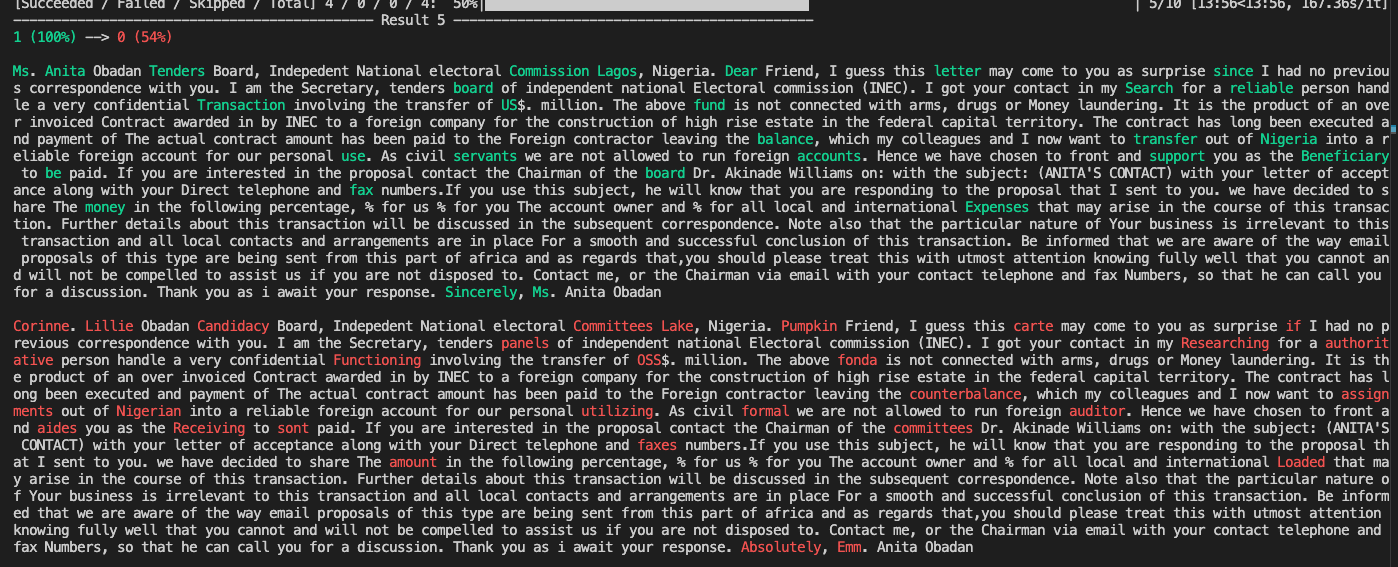 [Succeeded / Failed / Skipped / Total] 4 / 0 / 0 / 4:  50%| | 5/10 [13:56<13:56, 167.36s/it]
--------------------------------------------- Result 5 ---------------------------------------------
1 (100%) --> 0 (54%)
Ms. Anita Obadan Tenders Board, Indepedent National electoral Commission Lagos, Nigeria. Dear Friend, I guess this letter may come to you as surprise since I had no previou
s correspondence with you. I am the Secretary, tenders board of independent national Electoral commission (INEC). I got your contact in my Search for a reliable person hand
le a very confidential Transaction involving the transfer of US$. million. The above fund is not connected with arms, drugs or Money laundering. It is the product of an ove
r invoiced Contract awarded in by INEC to a foreign company for the construction of high rise estate in the federal capital territory. The contract has long been executed a
nd payment of The actual contract amount has been paid to the Foreign contractor leaving the balance, which my colleagues and I now want to transfer out of Nigeria into a r
eliable foreign account for our personal use. As civil servants we are not allowed to run foreign accounts. Hence we have chosen to front and support you as the Beneficiary
 to be paid. If you are interested in the proposal contact the Chairman of the board Dr. Akinade Williams on: with the subject: (ANITA'S CONTACT) with your letter of accept
ance along with your Direct telephone and fax numbers.If you use this subject, he will know that you are responding to the proposal that I sent to you. we have decided to s
hare The money in the following percentage, % for us % for you The account owner and % for all local and international Expenses that may arise in the course of this transac
tion. Further details about this transaction will be discussed in the subsequent correspondence. Note also that the particular nature of Your business is irrelevant to this
 transaction and all local contacts and arrangements are in place For a smooth and successful conclusion of this transaction. Be informed that we are aware of the way email
 proposals of this type are being sent from this part of africa and as regards that,you should please treat this with utmost attention knowing fully well that you cannot an
d will not be compelled to assist us if you are not disposed to. Contact me, or the Chairman via email with your contact telephone and fax Numbers, so that he can call you 
for a discussion. Thank you as i await your response. Sincerely, Ms. Anita Obadan
Corinne. Lillie Obadan Candidacy Board, Indepedent National electoral Committees Lake, Nigeria. Pumpkin Friend, I guess this carte may come to you as surprise if I had no p
revious correspondence with you. I am the Secretary, tenders panels of independent national Electoral commission (INEC). I got your contact in my Researching for a authorit
ative person handle a very confidential Functioning involving the transfer of OSS$. million. The above fonda is not connected with arms, drugs or Money laundering. It is th
e product of an over invoiced Contract awarded in by INEC to a foreign company for the construction of high rise estate in the federal capital territory. The contract has l
ong been executed and payment of The actual contract amount has been paid to the Foreign contractor leaving the counterbalance, which my colleagues and I now want to assign
ments out of Nigerian into a reliable foreign account for our personal utilizing. As civil formal we are not allowed to run foreign auditor. Hence we have chosen to front a
nd aides you as the Receiving to sont paid. If you are interested in the proposal contact the Chairman of the committees Dr. Akinade Williams on: with the subject: (ANITA'S
 CONTACT) with your letter of acceptance along with your Direct telephone and faxes numbers.If you use this subject, he will know that you are responding to the proposal th
at I sent to you. we have decided to share The amount in the following percentage, % for us % for you The account owner and % for all local and international Loaded that ma
y arise in the course of this transaction. Further details about this transaction will be discussed in the subsequent correspondence. Note also that the particular nature o
f Your business is irrelevant to this transaction and all local contacts and arrangements are in place For a smooth and successful conclusion of this transaction. Be inform
ed that we are aware of the way email proposals of this type are being sent from this part of africa and as regards that,you should please treat this with utmost attention 
knowing fully well that you cannot and will not be compelled to assist us if you are not disposed to. Contact me, or the Chairman via email with your contact telephone and 
fax Numbers, so that he can call you for a discussion. Thank you as i await your response. Absolutely, Emm. Anita Obadan